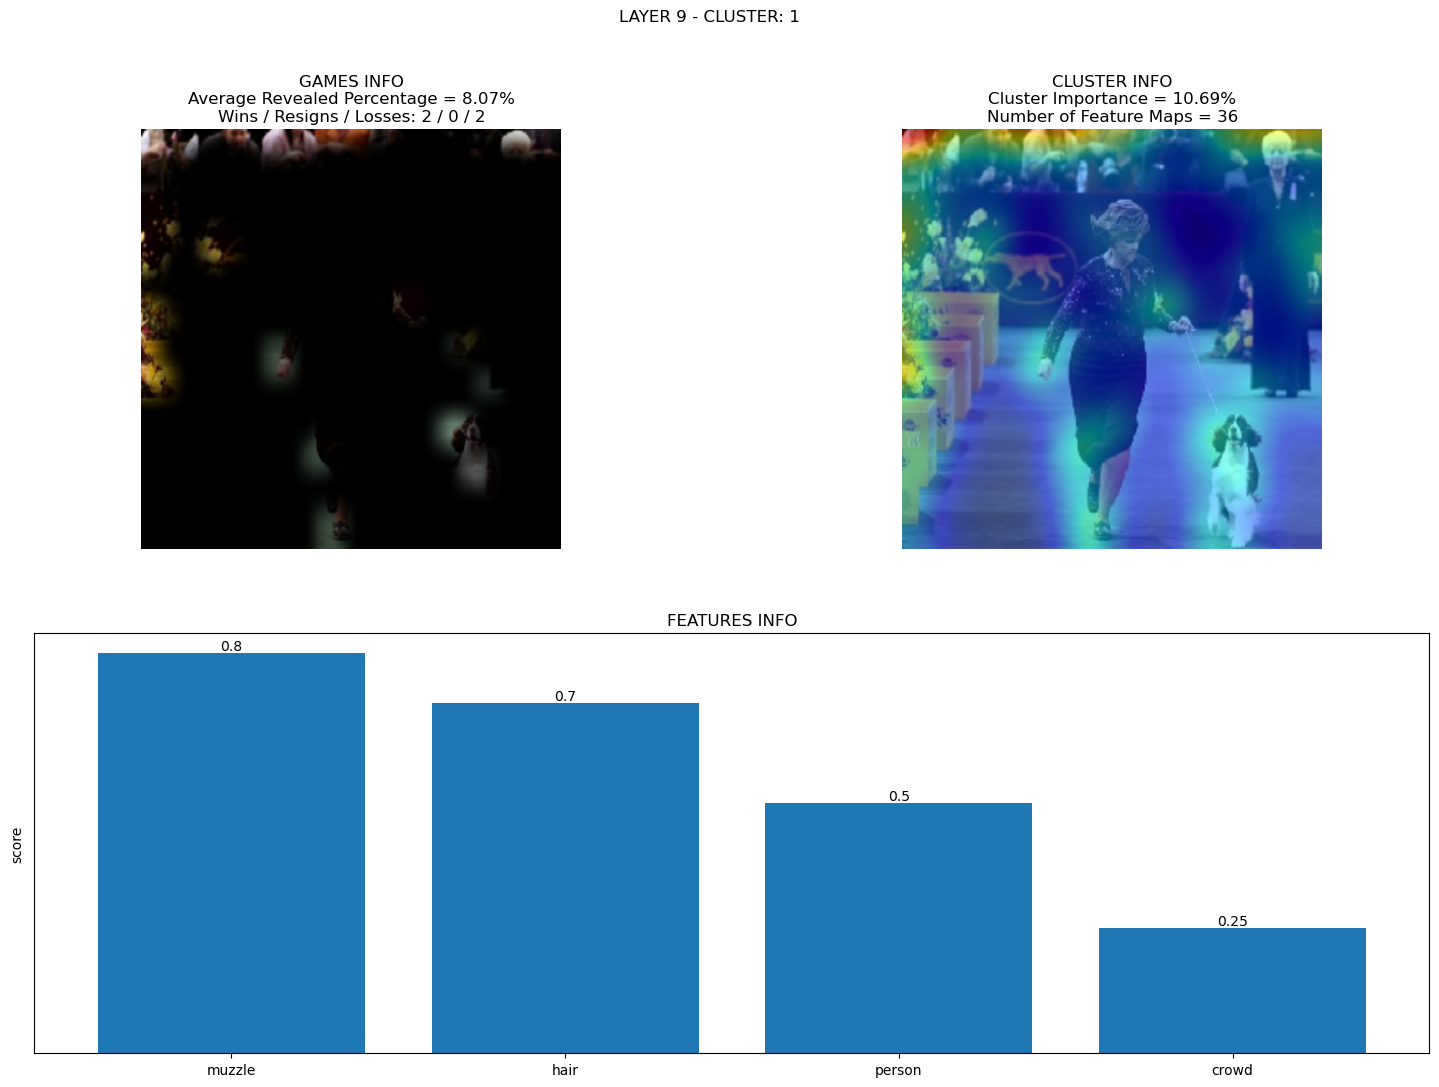 LAYER 9 - CLUSTER: 1
GAMES INFO
Average Revealed Percentage = 8.07%
Wins / Resigns / Losses: 2 / 0 / 2
CLUSTER INFO
Cluster Importance = 10.69%
Number of Feature Maps = 36
FEATURES INFO
score
0.8
0.7
0.5
0.25
muzzle
hair
person
crowd